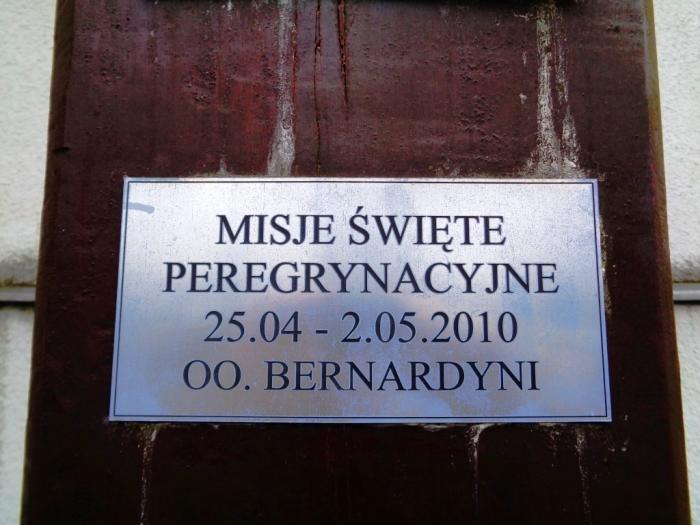 MISJE ŚWIĘTE
PEREGRYNACYJNE
25.04 - 2.05.2010
OO. BERNARDYNI